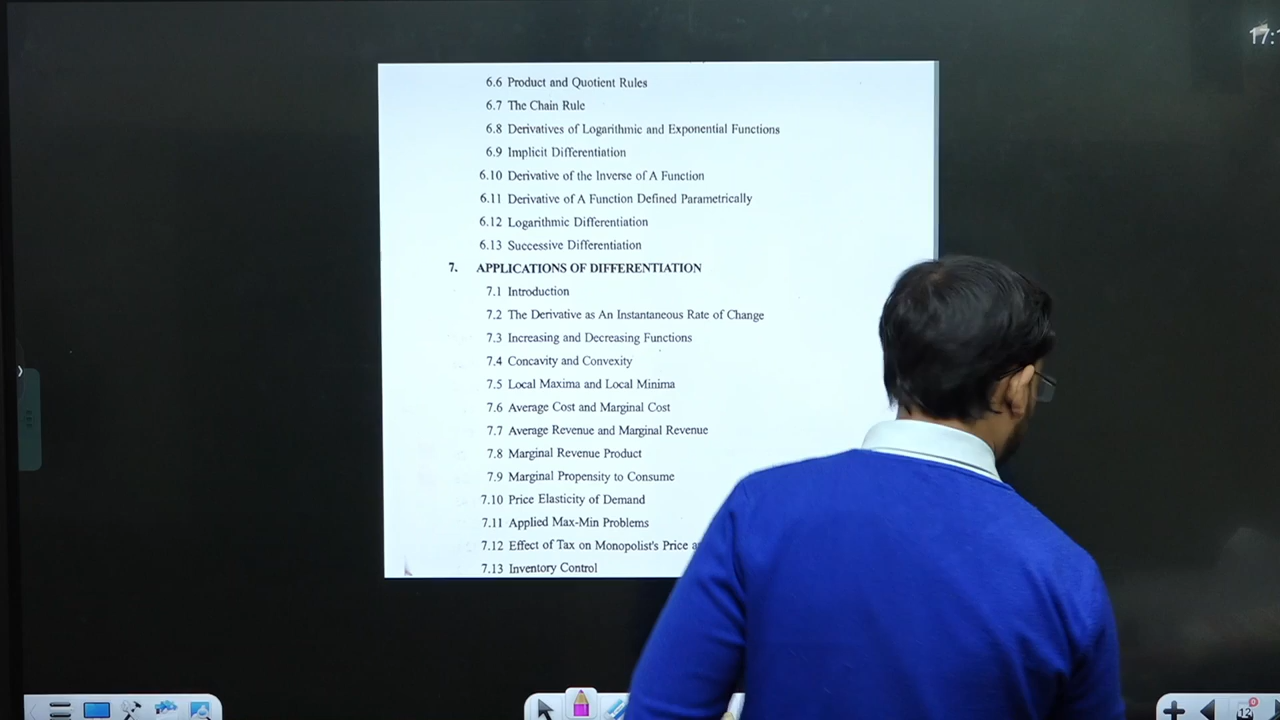 17:
6.6 Product and Quotient Rules
6.7 The Chain Rule
6.8 Derivatives of Logarithmic and Exponential Functions
6.9 Implicit Differentiation
6.10 Derivative of the Inverse of A Function
6.11 Derivative of A Function Defined Parametrically
6.12 Logarithmic Differentiation
6.13 Successive Differentiation
7. APPLICATIONS OF DIFFERENTIATION
7.1 Introduction
7.2 The Derivative as An Instantaneous Rate of Change
7.3 Increasing and Decreasing Functions
7.4 Concavity and Convexity
7.5 Local Maxima and Local Minima
7.6 Average Cost and Marginal Cost
7.7 Average Revenue and Marginal Revenue
7.8 Marginal Revenue Product
7.9 Marginal Propensity to Consume
7.10 Price Elasticity of Demand
7.11 Applied Max-Min Problems
7.12 Effect of Tax on Monopolist's Price
7.13 Inventory Control
12